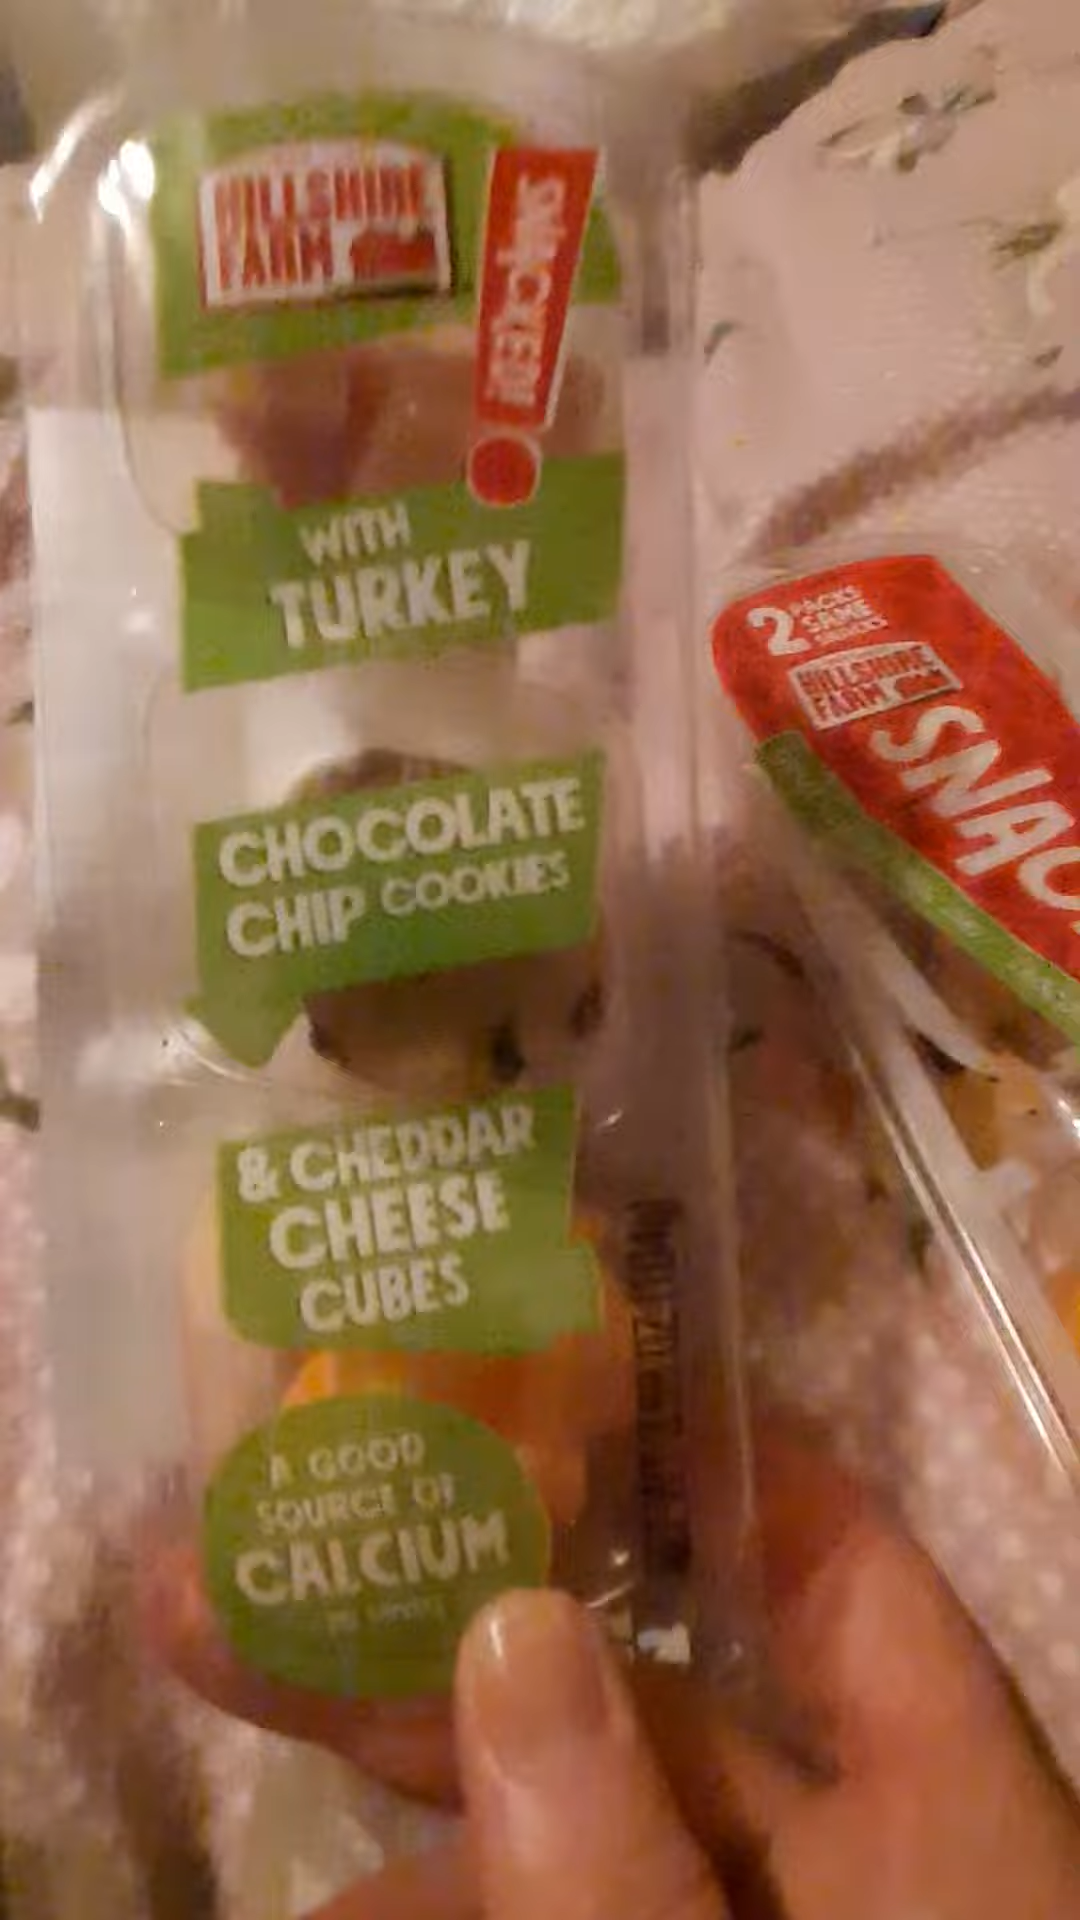 HILLSHIRE
FARM
SNACKED!
WITH
TURKEY
CHOCOLATE
CHIP COOKIES
& CHEDDAR
CHEESE
CUBES
A GOOD
SOURCE OF
CALCIUM
2 PACKS
SAME
HILLSHIRE
FARM
SNAC